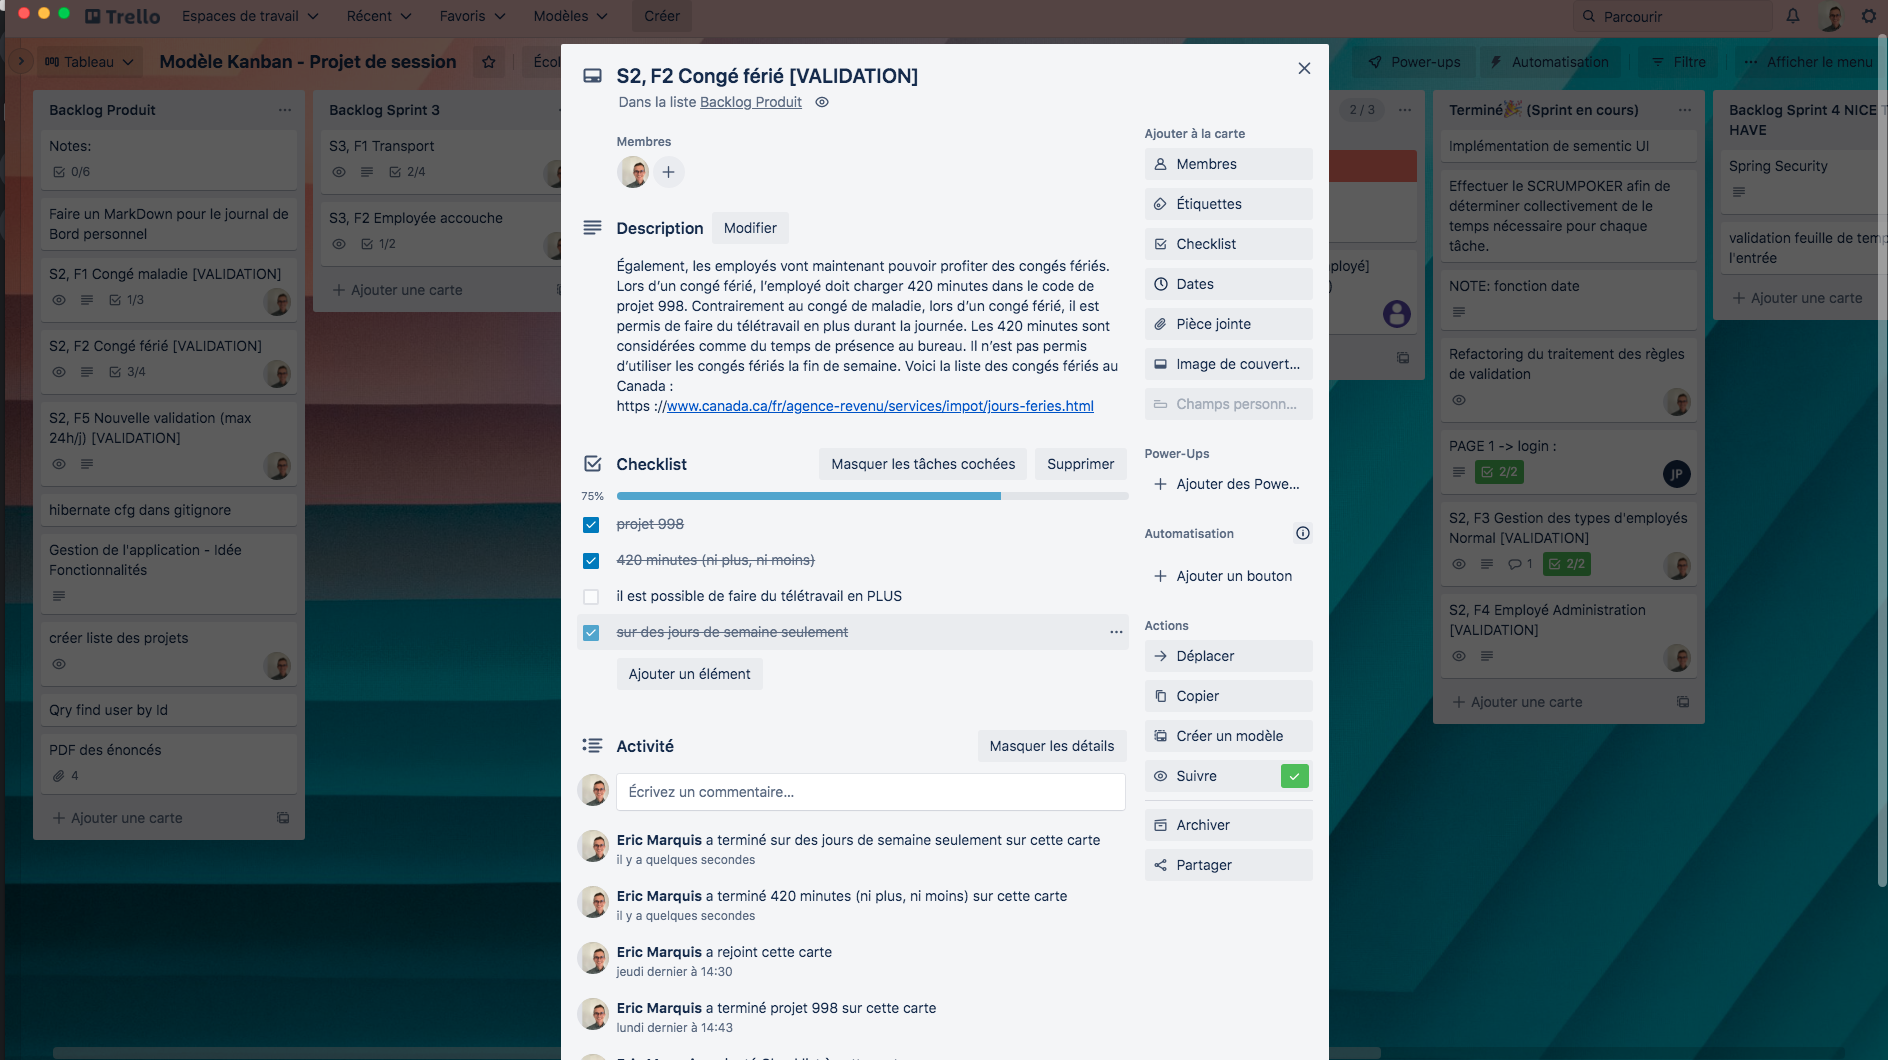 Trello
Espaces de travail
Récent
Favoris
Modèles
Créer
Parcourir
Tableau
Modèle Kanban - Projet de session
Écol
Power-ups
Automatisation
Filtre
Afficher le menu
Backlog Produit
Notes:
0/6
Faire un MarkDown pour le journal de
Bord personnel
S2, F1 Congé maladie [VALIDATION]
1/3
S2, F2 Congé férié [VALIDATION]
3/4
S2, F5 Nouvelle validation (max
24h/j) [VALIDATION]
hibernate cfg dans gitignore
Gestion de l'application - Idée
Fonctionnalités
créer liste des projets
Qry find user by Id
PDF des énoncés
4
Ajouter une carte
Backlog Sprint 3
S3, F1 Transport
2/4
S3, F2 Employée accouche
1/2
Ajouter une carte
S2, F2 Congé férié [VALIDATION]
Dans la liste Backlog Produit
Membres
Description
Modifier
Également, les employés vont maintenant pouvoir profiter des congés fériés.
Lors d’un congé férié, l’employé doit charger 420 minutes dans le code de
projet 998. Contrairement au congé de maladie, lors d’un congé férié, il est
permis de faire du télétravail en plus durant la journée. Les 420 minutes sont
considérées comme du temps de présence au bureau. Il n’est pas permis
d’utiliser les congés fériés la fin de semaine. Voici la liste des congés fériés au
Canada :
https ://www.canada.ca/fr/agence-revenu/services/impot/jours-feries.html
Checklist
Masquer les tâches cochées
Supprimer
75%
projet 998
420 minutes (ni plus, ni moins)
il est possible de faire du télétravail en PLUS
sur des jours de semaine seulement
Ajouter un élément
Activité
Masquer les détails
Écrivez un commentaire...
Eric Marquis a terminé sur des jours de semaine seulement sur cette carte
il y a quelques secondes
Eric Marquis a terminé 420 minutes (ni plus, ni moins) sur cette carte
il y a quelques secondes
Eric Marquis a rejoint cette carte
jeudi dernier à 14:30
Eric Marquis a terminé projet 998 sur cette carte
lundi dernier à 14:43
Ajouter à la carte
Membres
Étiquettes
Checklist
Dates
Pièce jointe
Image de couvert...
Champs personn...
Power-Ups
Ajouter des Powe...
Automatisation
Ajouter un bouton
Actions
Déplacer
Copier
Créer un modèle
Suivre
Archiver
Partager
2 / 3
ployé]
)
Terminé🎉 (Sprint en cours)
Implémentation de sementic UI
Effectuer le SCRUMPOKER afin de
déterminer collectivement de le
temps nécessaire pour chaque
tâche.
NOTE: fonction date
Refactoring du traitement des règles
de validation
PAGE 1 -> login :
2/2
JP
S2, F3 Gestion des types d'employés
Normal [VALIDATION]
1
2/2
S2, F4 Employé Administration
[VALIDATION]
Ajouter une carte
Backlog Sprint 4 NICE T
HAVE
Spring Security
validation feuille de temp
l'entrée
Ajouter une carte